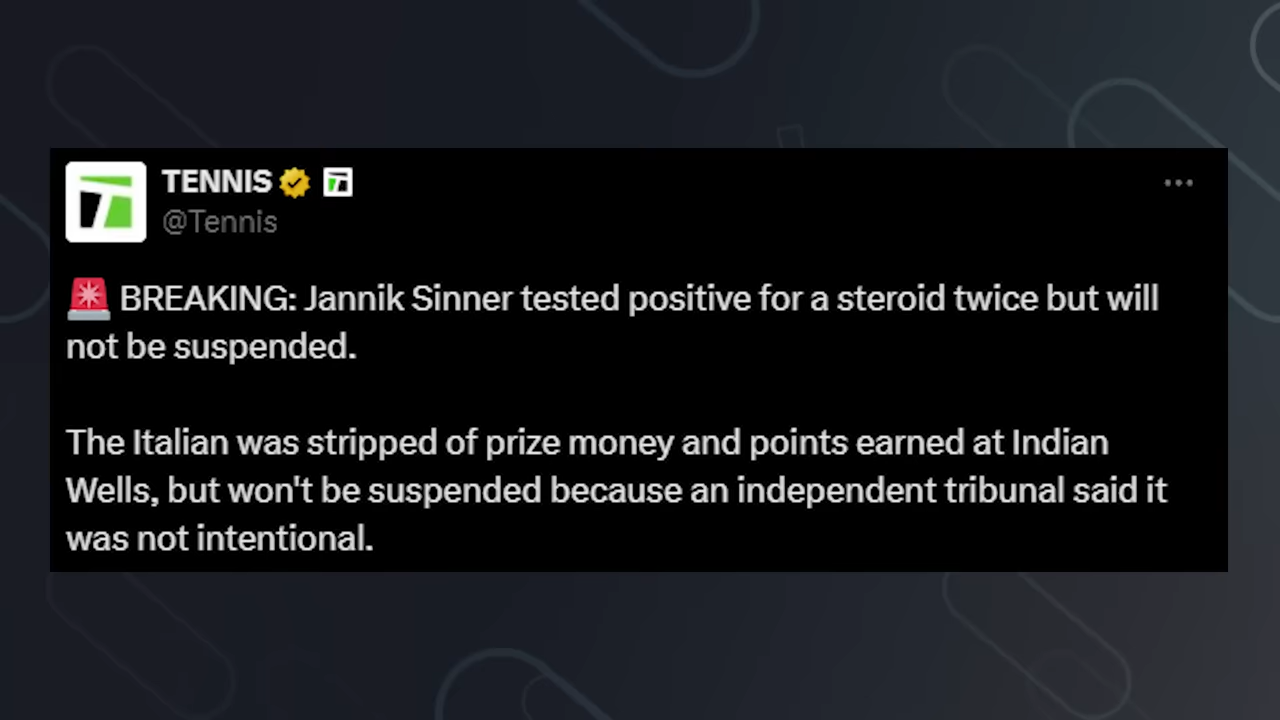 TENNIS
@Tennis
🚨 BREAKING: Jannik Sinner tested positive for a steroid twice but will
not be suspended.
The Italian was stripped of prize money and points earned at Indian
Wells, but won't be suspended because an independent tribunal said it
was not intentional.